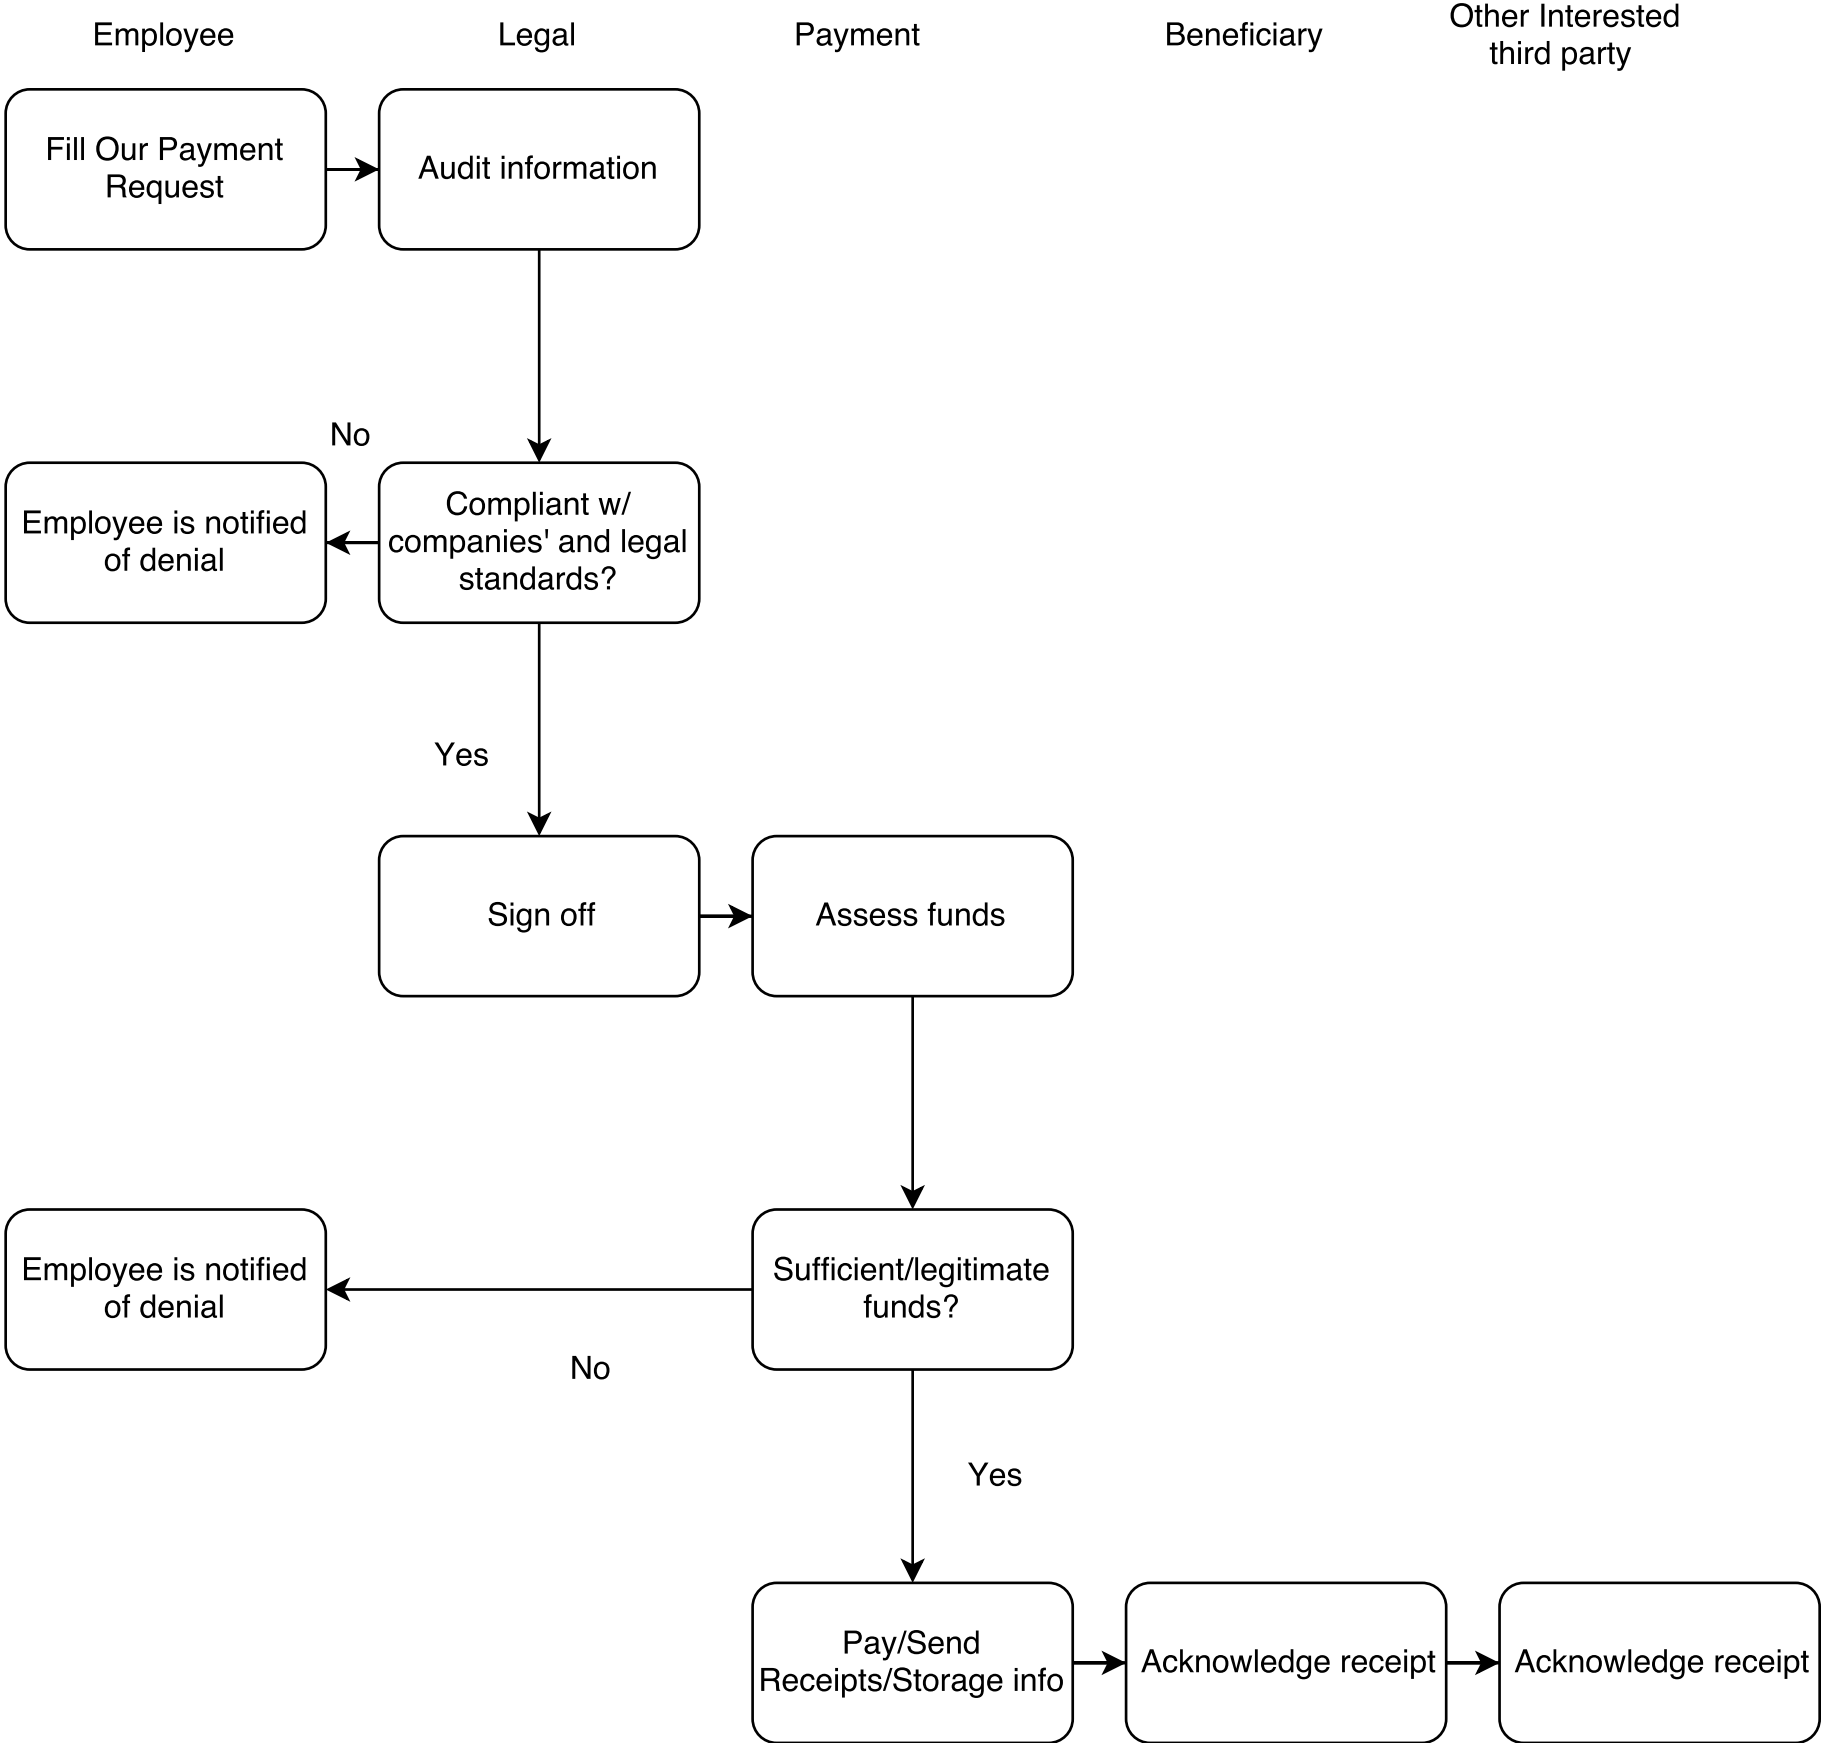 Employee
Legal
Payment
Beneficiary
Other Interested
third party
Fill Our Payment
Request
Audit information
No
Employee is notified
of denial
Compliant w/
companies' and legal
standards?
Yes
Sign off
Assess funds
Employee is notified
of denial
Sufficient/legitimate
funds?
No
Yes
Pay/Send
Receipts/Storage info
Acknowledge receipt
Acknowledge receipt